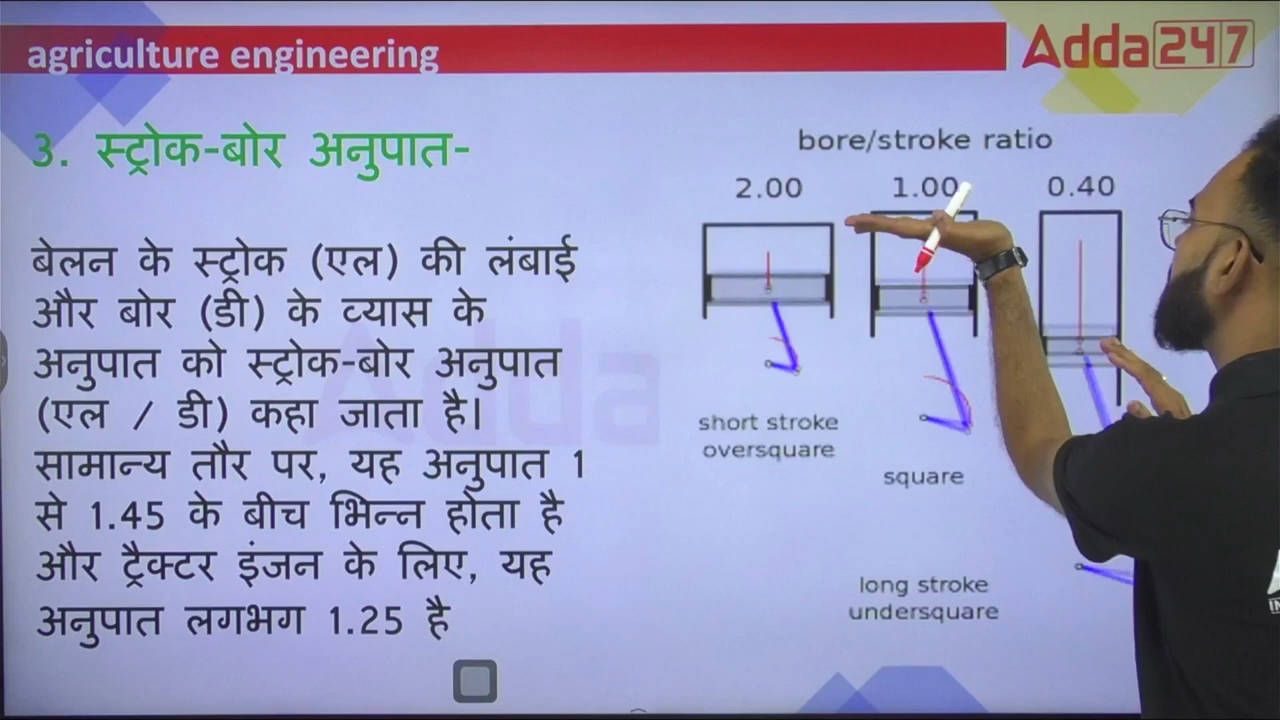 agriculture engineering
Adda247
3. स्ट्रोक-बोर अनुपात-
बेलन के स्ट्रोक (एल) की लंबाई
और बोर (डी) के व्यास के
अनुपात को स्ट्रोक-बोर अनुपात
(एल / डी) कहा जाता है।
सामान्य तौर पर, यह अनुपात 1
से 1.45 के बीच भिन्न होता है
और ट्रैक्टर इंजन के लिए, यह
अनुपात लगभग 1.25 है
bore/stroke ratio
2.00 1.00 0.40
short stroke
oversquare
square
long stroke
undersquare
Adda